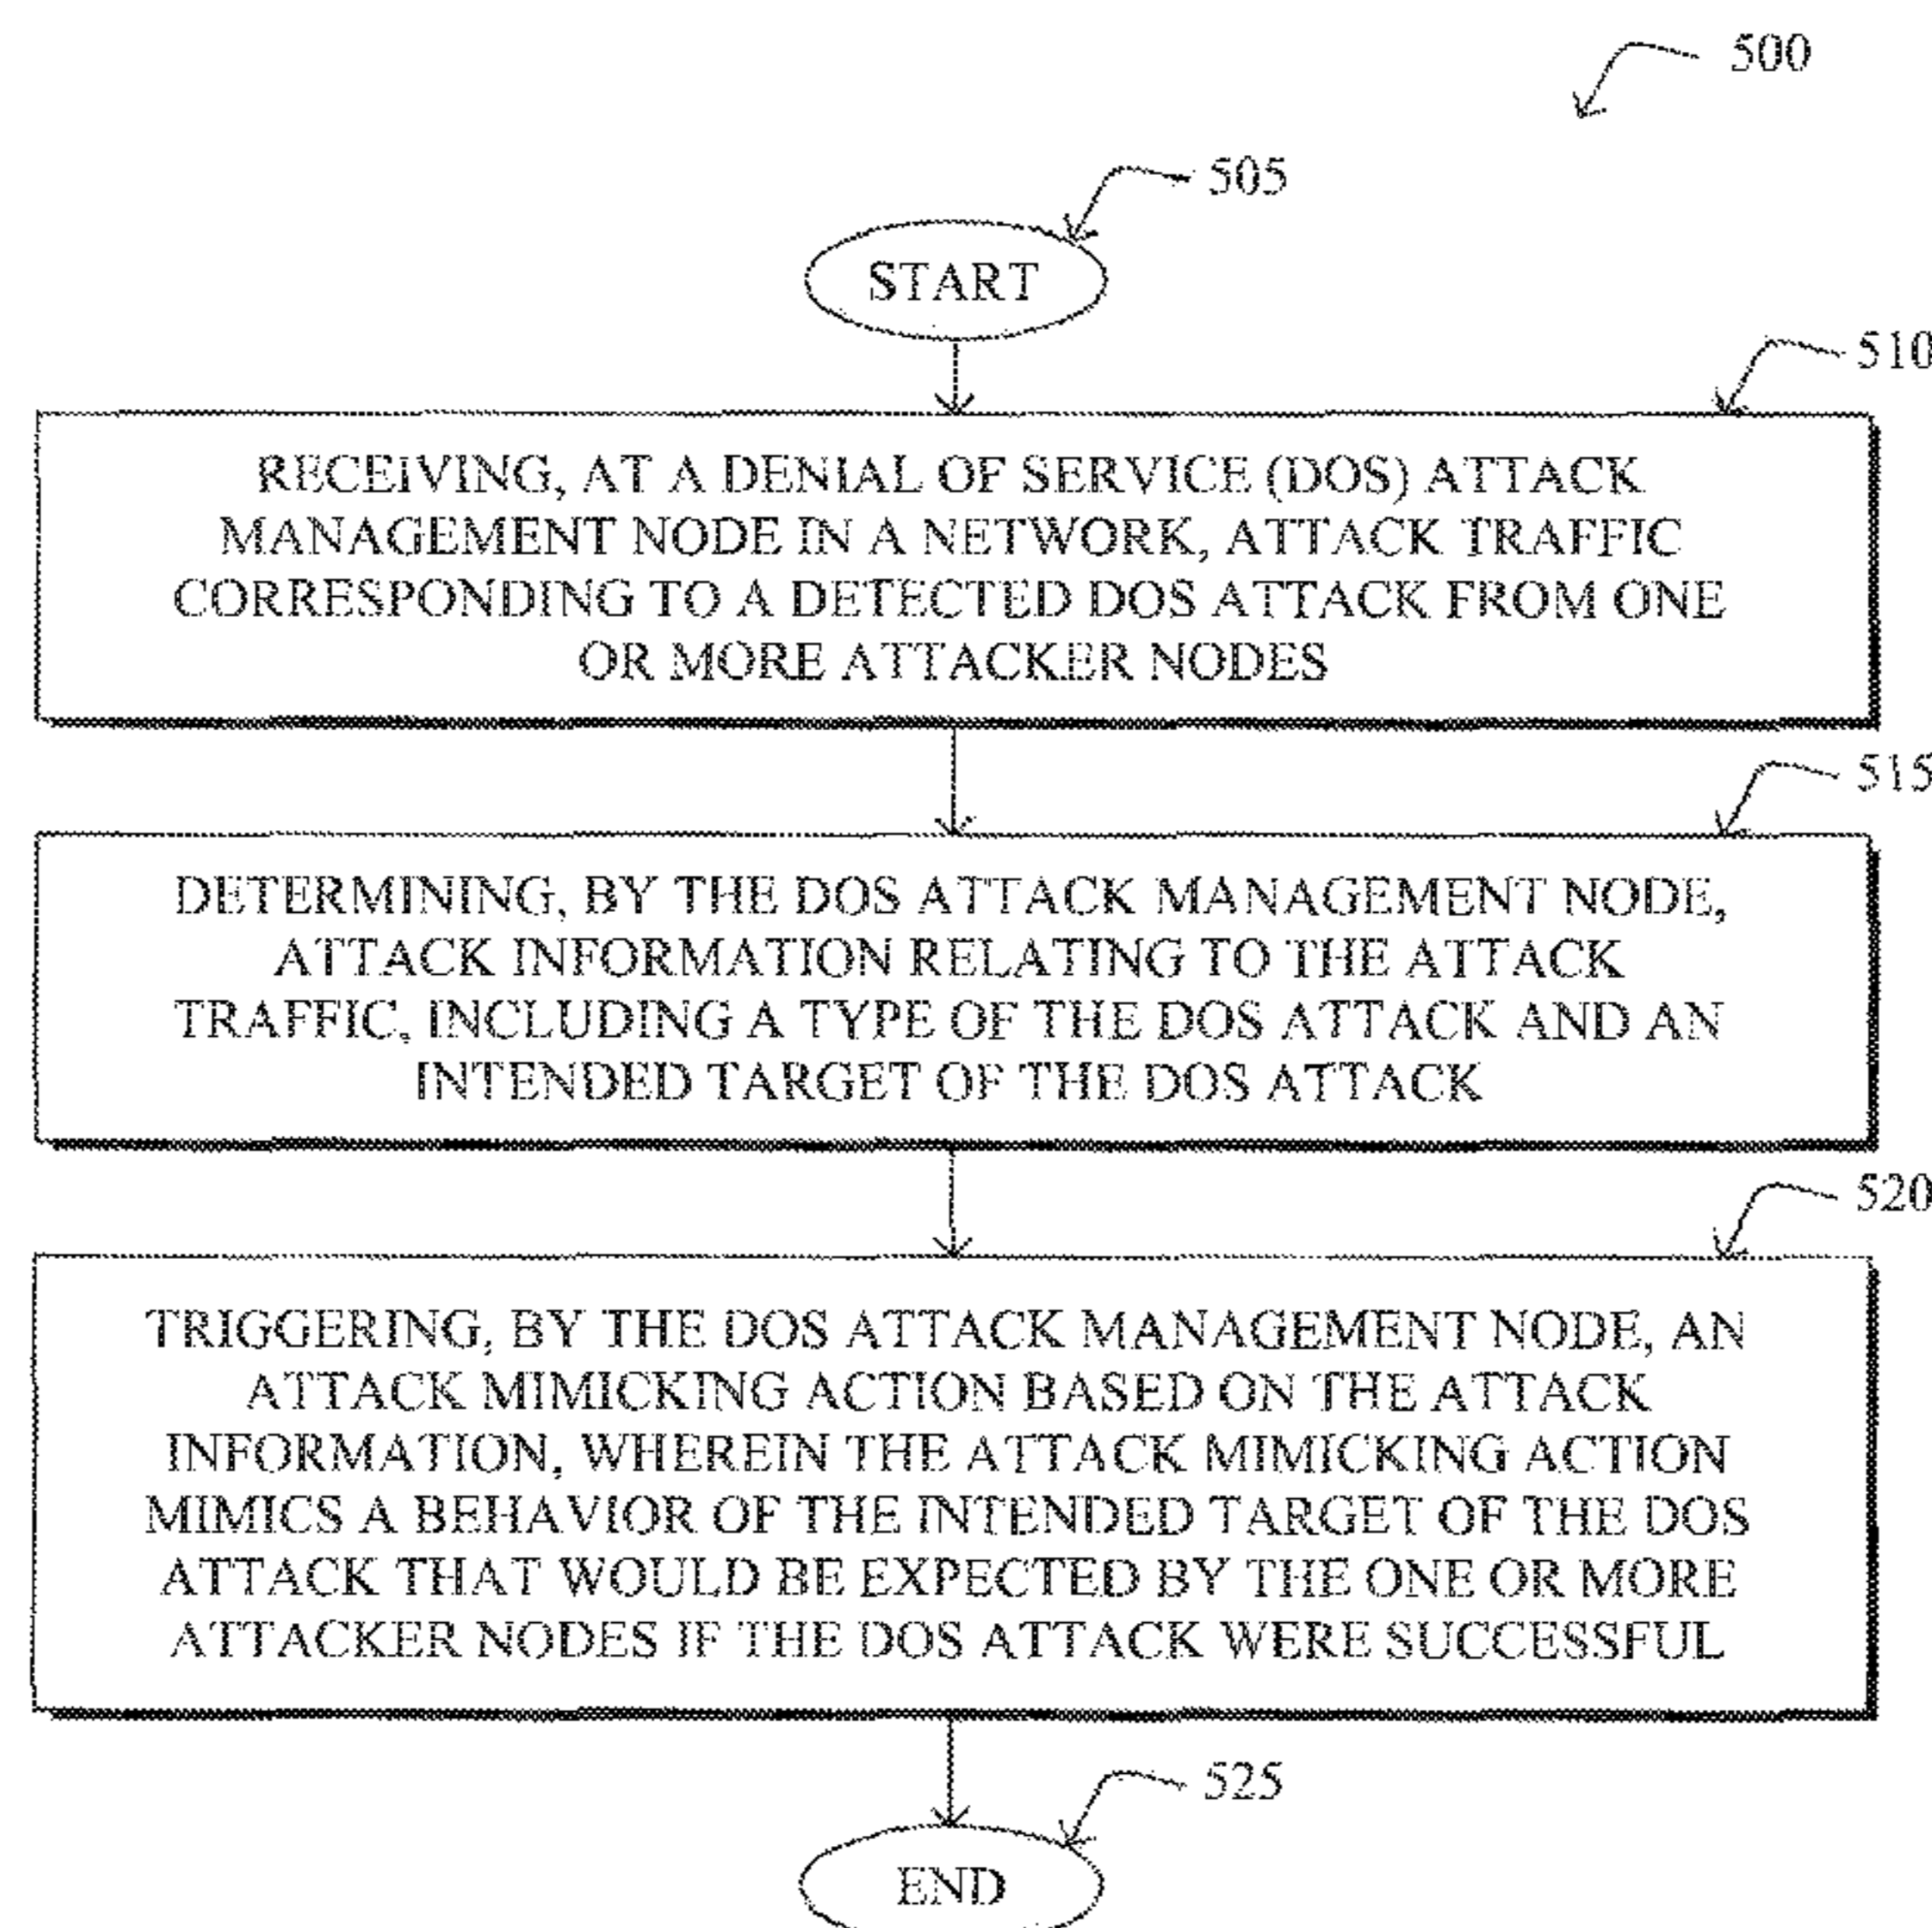 500
505
START
510
RECEIVING, AT A DENIAL OF SERVICE (DOS) ATTACK
MANAGEMENT NODE IN A NETWORK, ATTACK TRAFFIC
CORRESPONDING TO A DETECTED DOS ATTACK FROM ONE
OR MORE ATTACKER NODES
515
DETERMINING, BY THE DOS ATTACK MANAGEMENT NODE,
ATTACK INFORMATION RELATING TO THE ATTACK
TRAFFIC, INCLUDING A TYPE OF THE DOS ATTACK AND AN
INTENDED TARGET OF THE DOS ATTACK
520
TRIGGERING, BY THE DOS ATTACK MANAGEMENT NODE, AN
ATTACK MIMICKING ACTION BASED ON THE ATTACK
INFORMATION, WHEREIN THE ATTACK MIMICKING ACTION
MIMICS A BEHAVIOR OF THE INTENDED TARGET OF THE DOS
ATTACK THAT WOULD BE EXPECTED BY THE ONE OR MORE
ATTACKER NODES IF THE DOS ATTACK WERE SUCCESSFUL
525
END